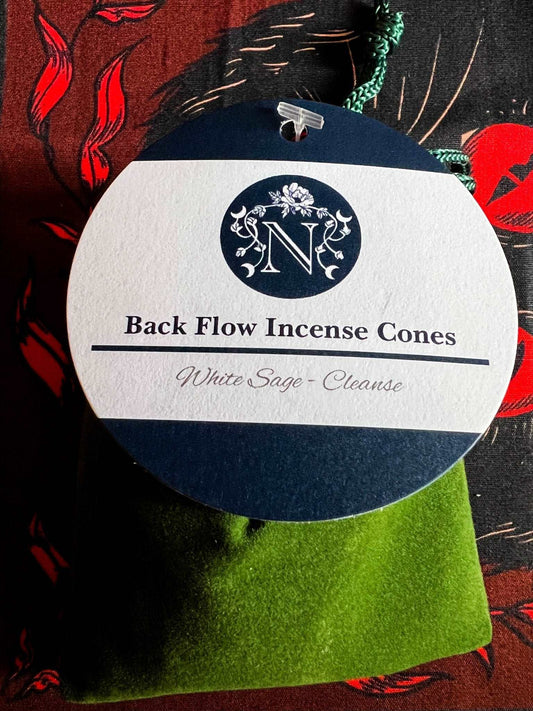 N
Back Flow Incense Cones
White Sage - Cleanse